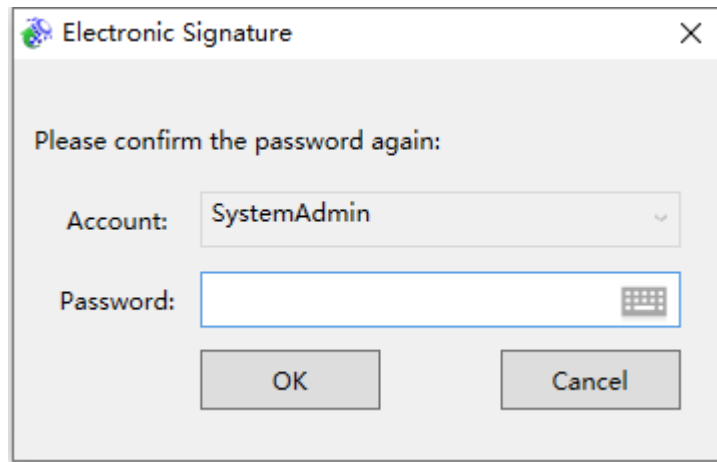 Electronic Signature
Please confirm the password again:
Account: SystemAdmin
Password:
OK Cancel